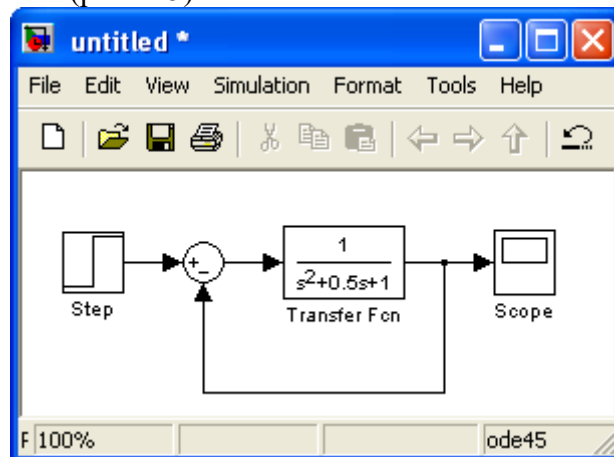 untitled *
File Edit View Simulation Format Tools Help
+
−
1
s²+0.5s+1
Step
Transfer Fcn
Scope
F 100%
ode45